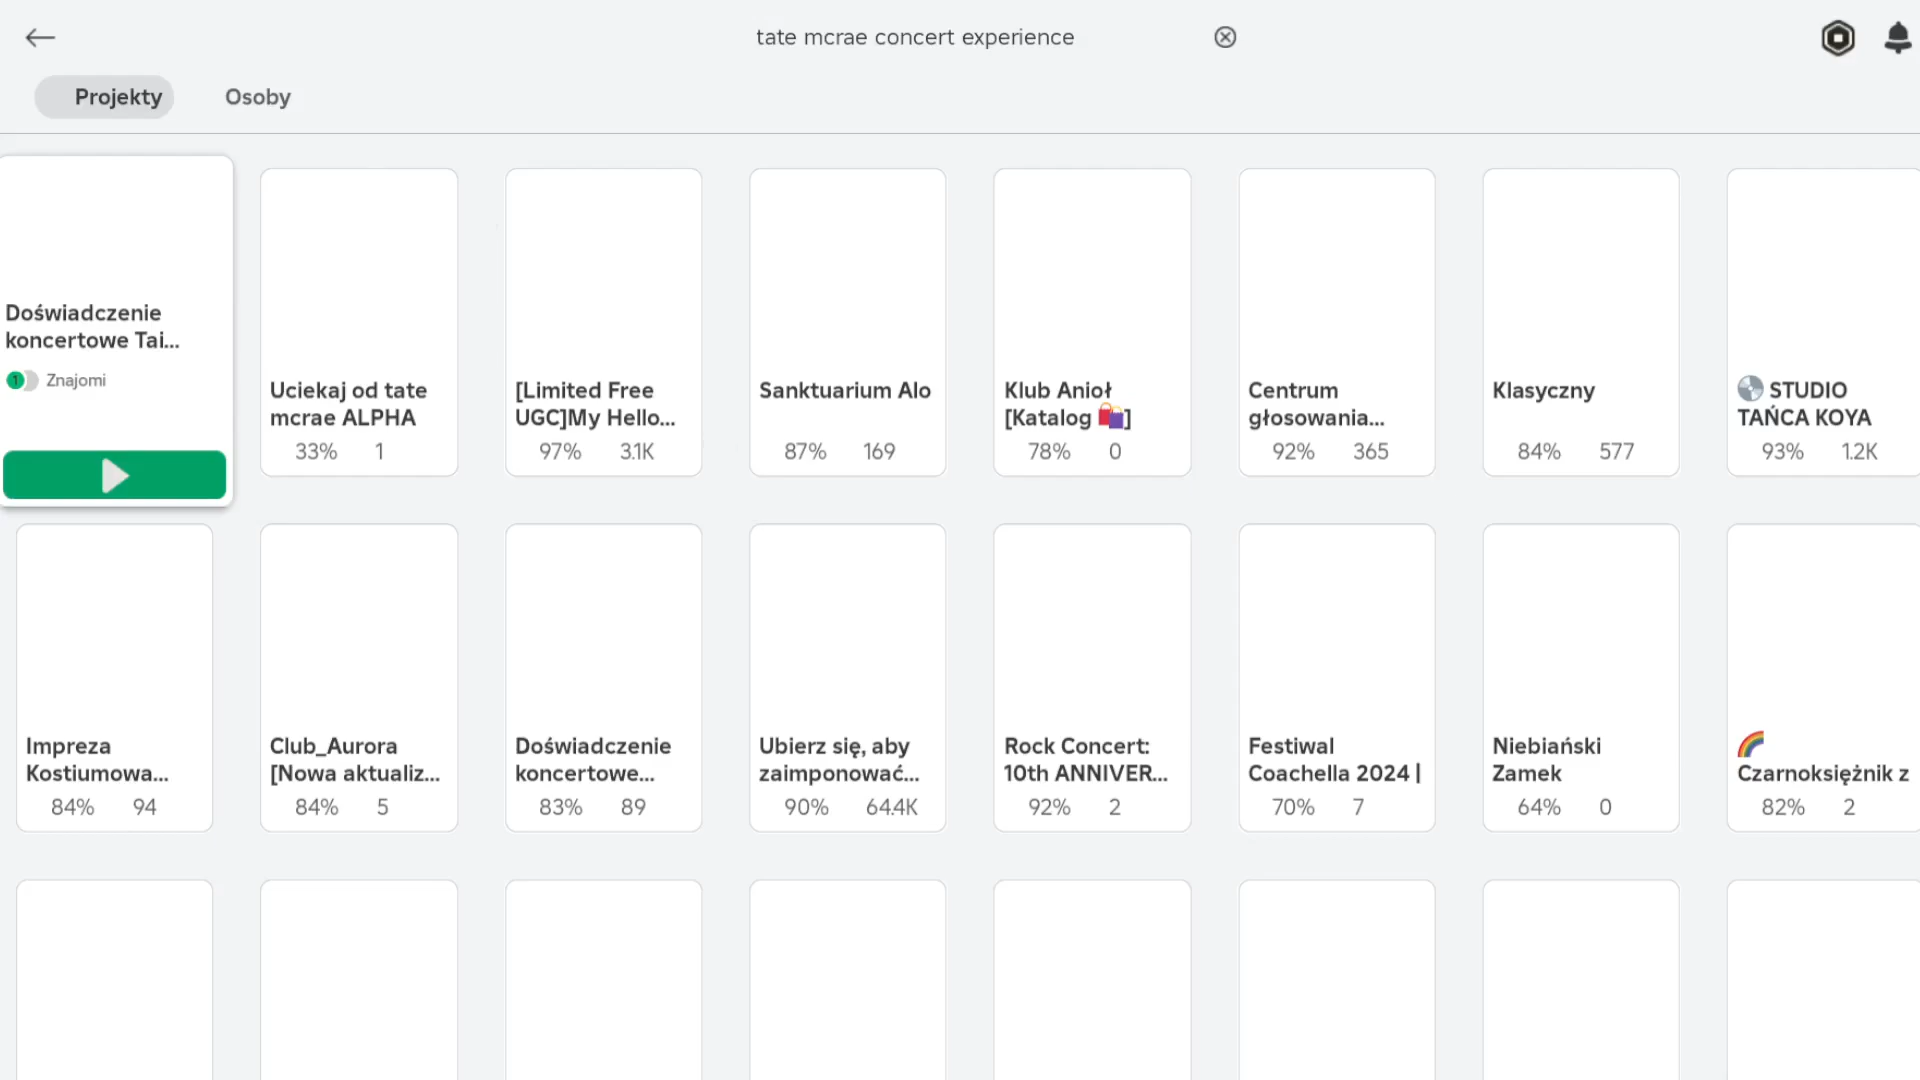 tate mcrae concert experience
Projekty
Osoby
Doświadczenie
koncertowe Tai...
1 Znajomi
Uciekaj od tate
mcrae ALPHA
33% 1
[Limited Free
UGC]My Hello...
97% 3.1K
Sanktuarium Alo
87% 169
Klub Anioł
[Katalog 🛍️]
78% 0
Centrum
głosowania...
92% 365
Klasyczny
84% 577
💿 STUDIO
TAŃCA KOYA
93% 1.2K
Impreza
Kostiumowa...
84% 94
Club_Aurora
[Nowa aktualiz...
84% 5
Doświadczenie
koncertowe...
83% 89
Ubierz się, aby
zaimponować...
90% 644K
Rock Concert:
10th ANNIVER...
92% 2
Festiwal
Coachella 2024 |
70% 7
Niebiański
Zamek
64% 0
🌈
Czarnoksiężnik z
82% 2